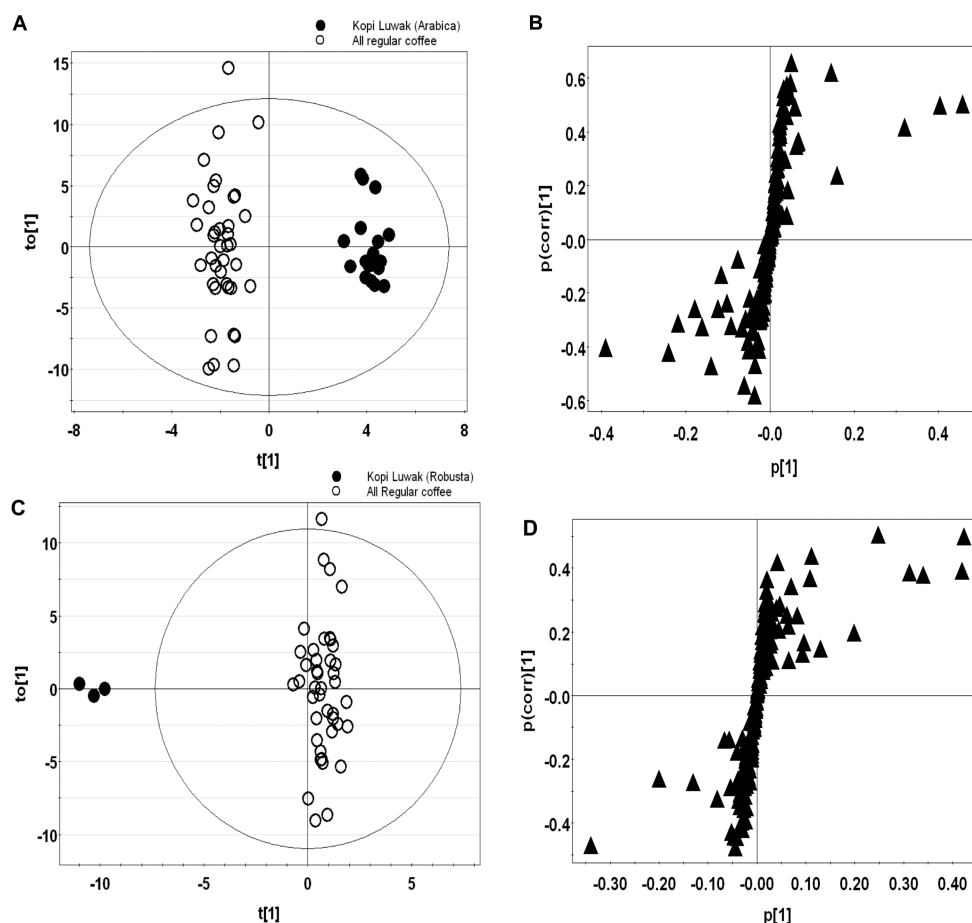 A
Kopi Luwak (Arabica)
All regular coffee
15
10
5
0
-5
-10
-8
-4
0
4
8
to[1]
t[1]
B
0.6
0.4
0.2
-0.0
-0.2
-0.4
-0.6
-0.4
-0.2
-0.0
0.2
0.4
p(corr)[1]
p[1]
C
Kopi Luwak (Robusta)
All Regular coffee
10
5
0
-5
-10
-10
-5
0
5
to[1]
t[1]
D
0.4
0.2
-0.0
-0.2
-0.4
-0.30
-0.20
-0.10
-0.00
0.10
0.20
0.30
0.40
p(corr)[1]
p[1]